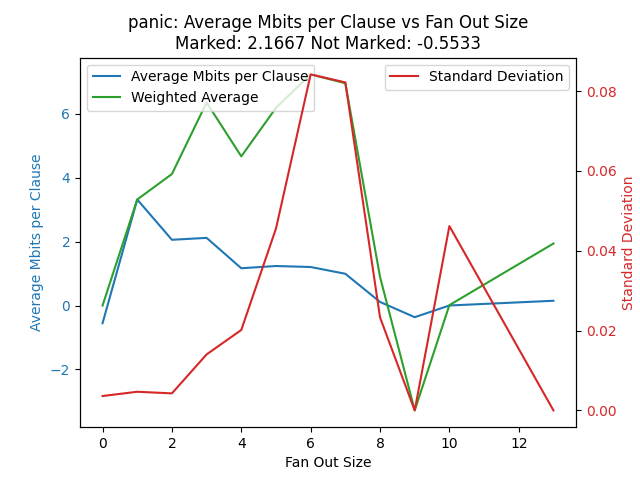 panic: Average Mbits per Clause vs Fan Out Size
Marked: 2.1667 Not Marked: -0.5533
Average Mbits per Clause
Weighted Average
Standard Deviation
Average Mbits per Clause
6
4
2
0
−2
0.08
0.06
0.04
0.02
0.00
Standard Deviation
0 2 4 6 8 10 12
Fan Out Size